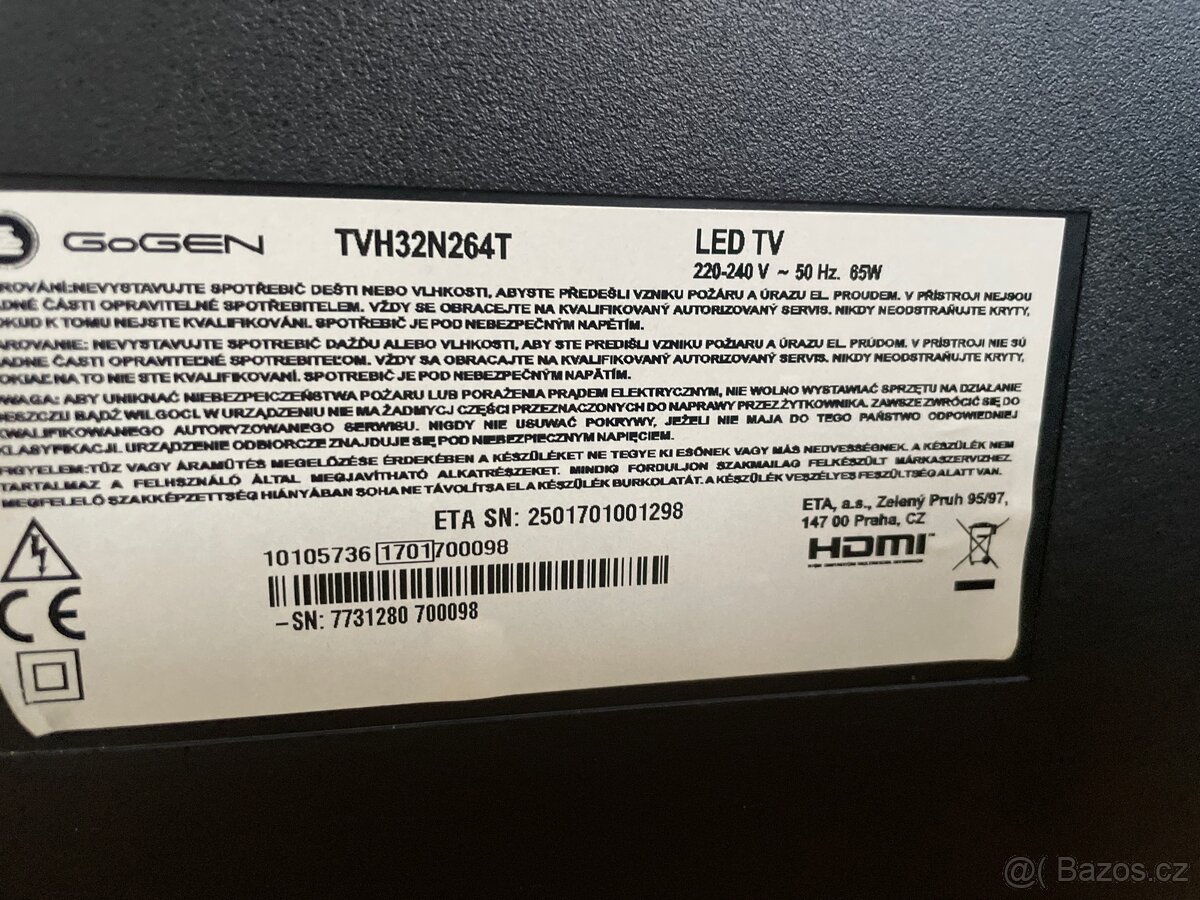 GoGEN TVH32N264T LED TV
220-240 V ~ 50 Hz. 65W
ROVÁNÍ:NEVYSTAVUJTE SPOTŘEBIČ DEŠTI NEBO VLHKOSTI, ABYSTE PŘEDEŠLI VZNIKU POŽÁRU A ÚRAZU EL. PROUDEM. V PŘÍSTROJI NEJSOU
ÁDNÉ ČÁSTI OPRAVITELNÉ SPOTŘEBITELEM. VŽDY SE OBRACEJTE NA KVALIFIKOVANÝ AUTORIZOVANÝ SERVIS. NIKDY NEODSTRAŇUJTE KRYTY,
OKUD K TOMU NEJSTE KVALIFIKOVÁNI. SPOTŘEBIČ JE POD NEBEZPEČNÝM NAPĚTÍM.
AROVANIE: NEVYSTAVUJTE SPOTREBIČ DAŽĎU ALEBO VLHKOSTI, ABY STE PREDIŠLI VZNIKU POŽIARU A ÚRAZU EL. PRÚDOM. V PRÍSTROJI NIE SÚ
ADNE ČASTI OPRAVITEĽNÉ SPOTREBITEĽOM. VŽDY SA OBRACAJTE NA KVALIFIKOVANÝ AUTORIZOVANÝ SERVIS. NIKDY NEODSTRAŇUJTE KRYTY,
OKIAĽ NA TO NIE STE KVALIFIKOVANÍ. SPOTREBIČ JE POD NEBEZPEČNÝM NAPÄTÍM.
WAGA: ABY UNIKNĄĆ NIEBEZPEICZEŃSTWA POŻARU LUB PORAŻENIA PRĄDEM ELEKTRYCZNYM, NIE WOLNO WYSTAWIAĆ SPRZĘTU NA DZIAŁANIE
DESZCZU BĄDŹ WILGOCI. W URZĄDZENIU NIE MA ŻADMYCJ CZĘŚCI PRZEZNACZONYCH DO NAPRAWY PRZEZ ŻYTKOWNIKA. ZAWSZE ZWRÓCIĆ SIĘ DO
KWALIFIKOWANEGO AUTORYZOWANEGO SERWISU. NIGDY NIE USUWAĆ POKRYWY, JEŻELI NIE MAJA DO TEGO PAŃSTWO ODPOWIEDNIEJ
KLASYFIKACJI. URZĄDZENIE ODBIORCZE ZNAJDUJE SIĘ POD NIEBEZPIECZNYM NAPIĘCIEM.
FIGYELEM:TŰZ VAGY ÁRAMÜTÉS MEGELŐZÉSE ÉRDEKÉBEN A KÉSZÜLÉKET NE TEGYE KI ESŐNEK VAGY MÁS NEDVESSÉGNEK. A KÉSZÜLÉK NEM
TARTALMAZ A FELHASZNÁLÓ ÁLTAL MEGJAVÍTHATÓ ALKATRÉSZEKET. MINDIG FORDULJON SZAKMAILAG FELKÉSZÜLT MÁRKASZERVIZHEZ.
MEGFELELŐ SZAKKÉPZETTSÉG HIÁNYÁBAN SOHA NE TÁVOLÍTSA EL A KÉSZÜLÉK BURKOLATÁT. A KÉSZÜLÉK VESZÉLYES FESZÜLTSÉG ALATT VAN.
ETA SN: 2501701001298
ETA, a.s., Zelený Pruh 95/97,
147 00 Praha, CZ
10105736 1701 700098
HDMI
–SN: 7731280 700098
CE
@( Bazos.cz